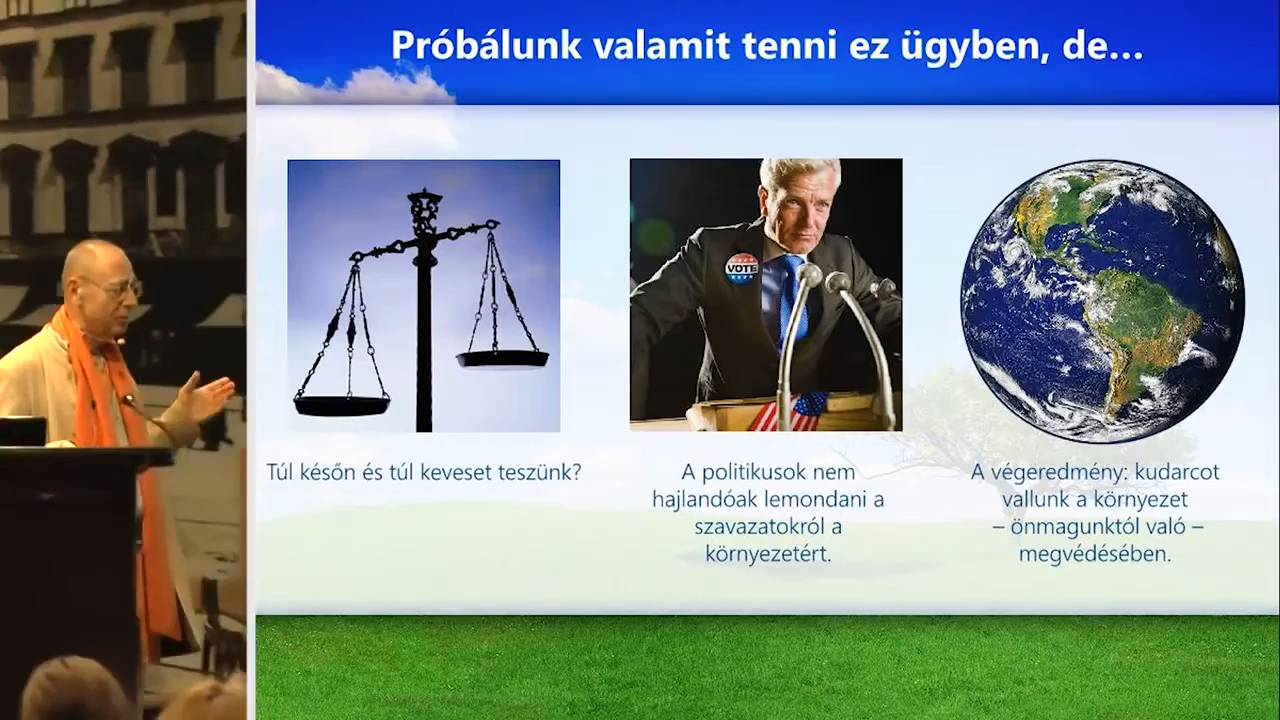 Próbálunk valamit tenni ez ügyben, de...
VOTE
Túl későn és túl keveset teszünk?
A politikusok nem
hajlandóak lemondani a
szavazatokról a
környezetért.
A végeredmény: kudarcot
vallunk a környezet
– önmagunktól való –
megvédésében.